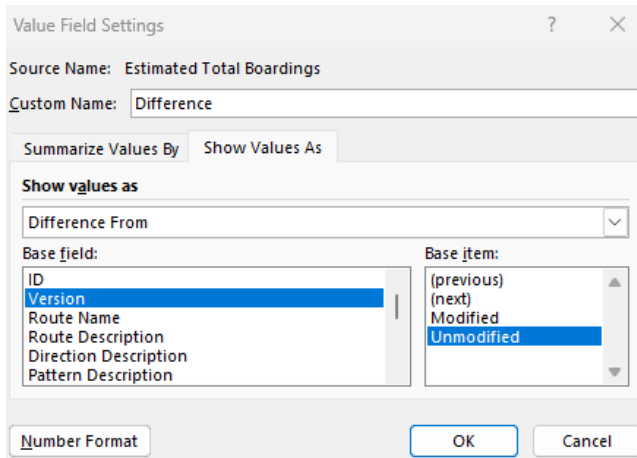 Value Field Settings
Source Name: Estimated Total Boardings
Custom Name: Difference
Summarize Values By Show Values As
Show values as
Difference From
Base field: Base item:
ID (previous)
Version (next)
Route Name Modified
Route Description Unmodified
Direction Description
Pattern Description
Number Format OK Cancel